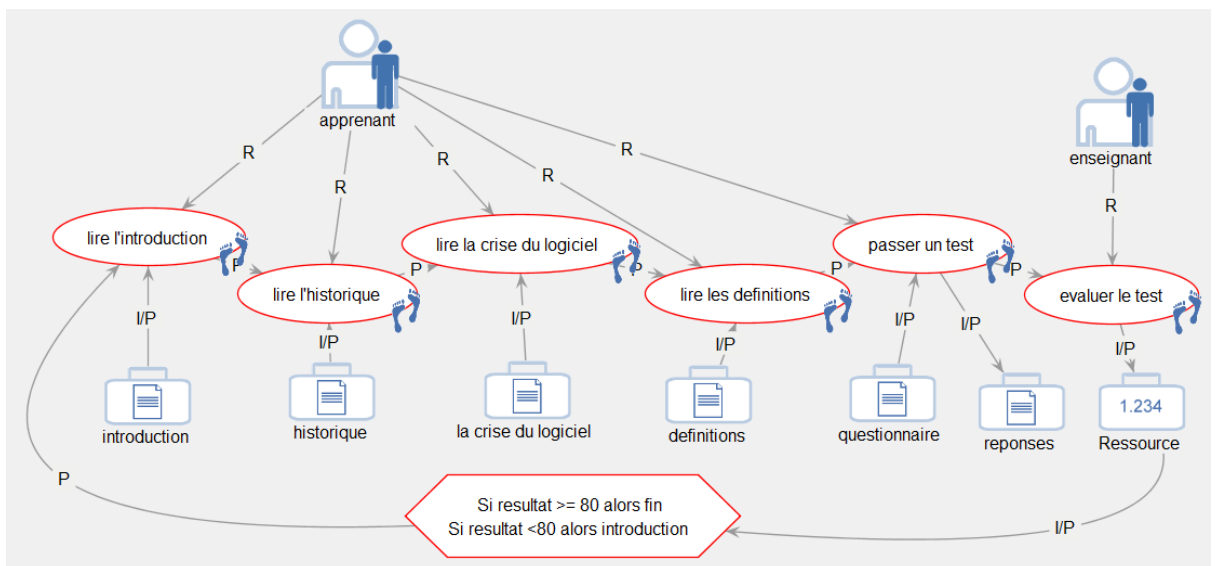 apprenant
enseignant
R
R
R
R
R
R
lire l'introduction
lire la crise du logiciel
passer un test
P
P
P
P
P
lire l'historique
lire les definitions
evaluer le test
I/P
I/P
I/P
I/P
I/P
I/P
I/P
1.234
introduction
historique
la crise du logiciel
definitions
questionnaire
reponses
Ressource
P
Si resultat >= 80 alors fin
Si resultat <80 alors introduction
I/P